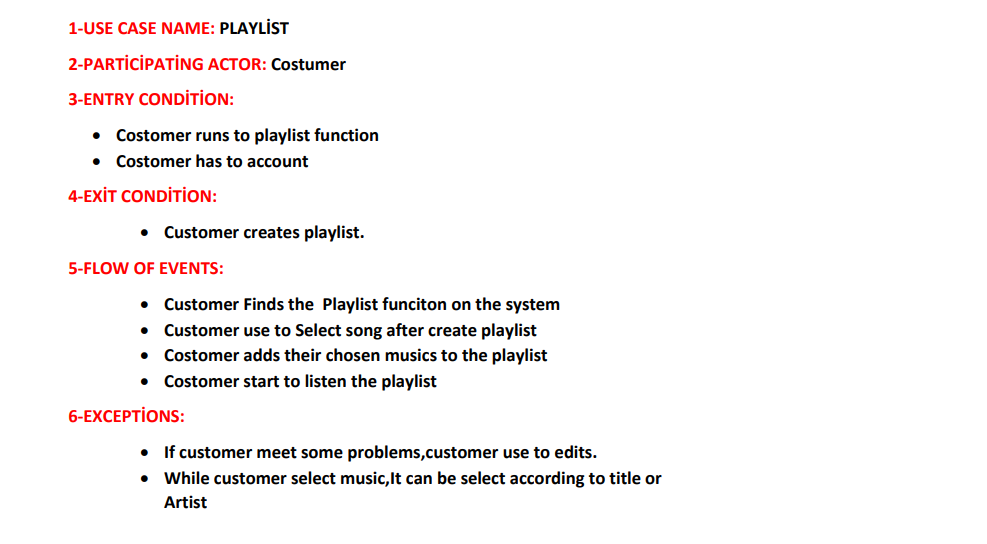 1-USE CASE NAME: PLAYLİST
2-PARTİCİPATİNG ACTOR: Costumer
3-ENTRY CONDİTİON:
• Costomer runs to playlist function
• Costomer has to account
4-EXİT CONDİTİON:
• Customer creates playlist.
5-FLOW OF EVENTS:
• Customer Finds the  Playlist funciton on the system
• Customer use to Select song after create playlist
• Costomer adds their chosen musics to the playlist
• Costomer start to listen the playlist
6-EXCEPTİONS:
• If customer meet some problems,customer use to edits.
• While customer select music,It can be select according to title or
Artist